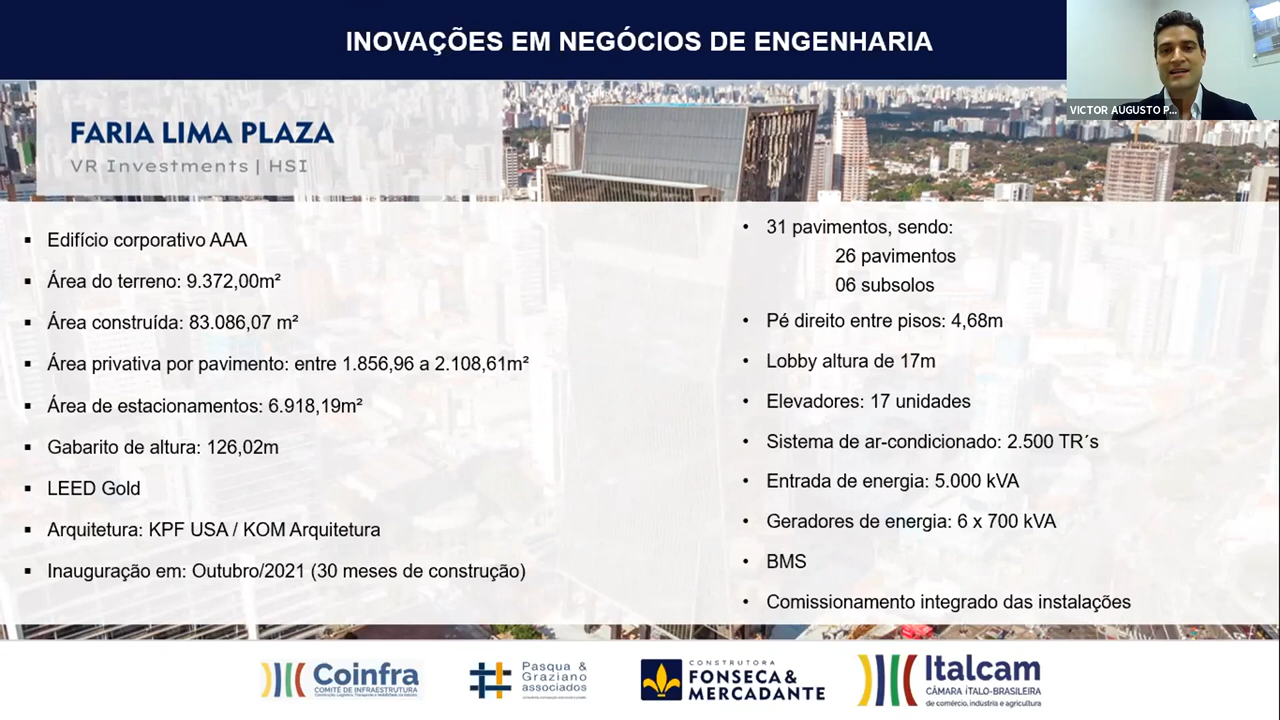 INOVAÇÕES EM NEGÓCIOS DE ENGENHARIA
VICTOR AUGUSTO P...
FARIA LIMA PLAZA
VR Investments | HSI
▪ Edifício corporativo AAA
▪ Área do terreno: 9.372,00m²
▪ Área construída: 83.086,07 m²
▪ Área privativa por pavimento: entre 1.856,96 a 2.108,61m²
▪ Área de estacionamentos: 6.918,19m²
▪ Gabarito de altura: 126,02m
▪ LEED Gold
▪ Arquitetura: KPF USA / KOM Arquitetura
▪ Inauguração em: Outubro/2021 (30 meses de construção)
• 31 pavimentos, sendo:
26 pavimentos
06 subsolos
• Pé direito entre pisos: 4,68m
• Lobby altura de 17m
• Elevadores: 17 unidades
• Sistema de ar-condicionado: 2.500 TR´s
• Entrada de energia: 5.000 kVA
• Geradores de energia: 6 x 700 kVA
• BMS
• Comissionamento integrado das instalações
Coinfra
COMITÊ DE INFRAESTRUTURA
Pasqua &
Graziano
associados
CONSTRUTORA
FONSECA &
MERCADANTE
Italcam
CÂMARA ÍTALO-BRASILEIRA
de comércio, indústria e agricultura